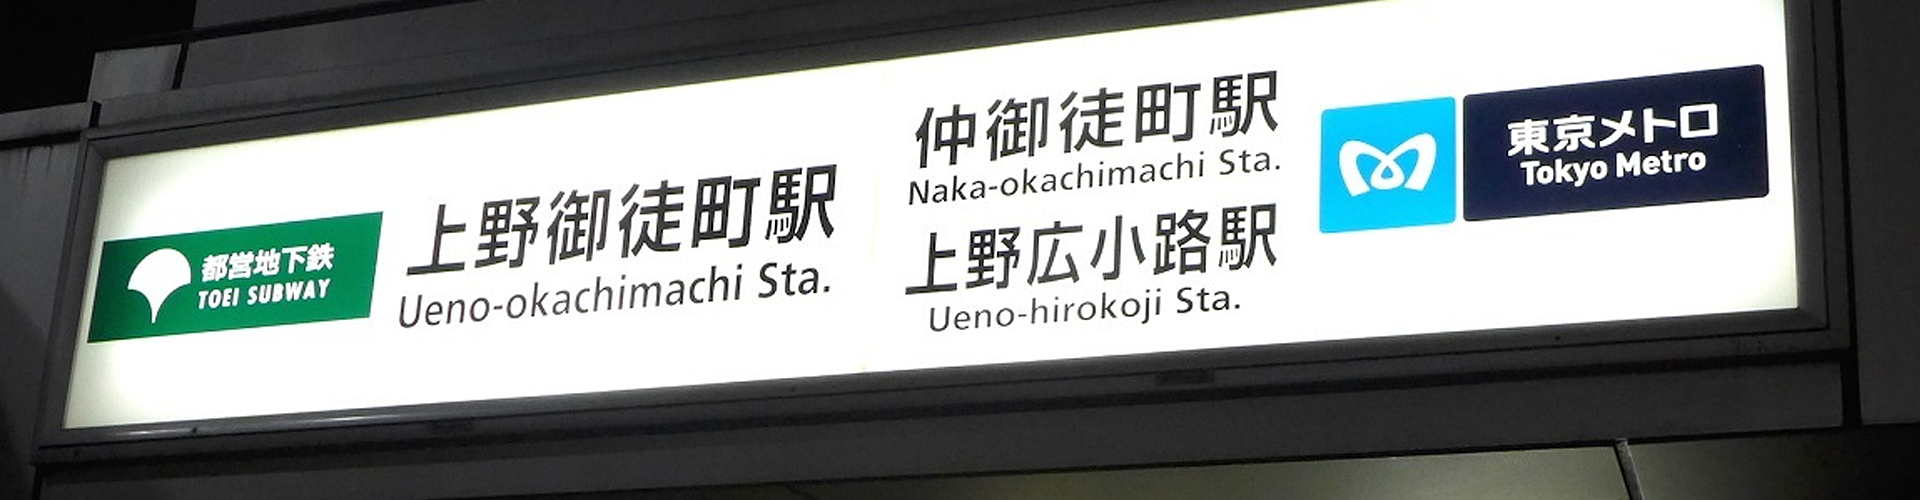 都営地下鉄
TOEI SUBWAY
上野御徒町駅
Ueno-okachimachi Sta.
仲御徒町駅
Naka-okachimachi Sta.
上野広小路駅
Ueno-hirokoji Sta.
東京メトロ
Tokyo Metro